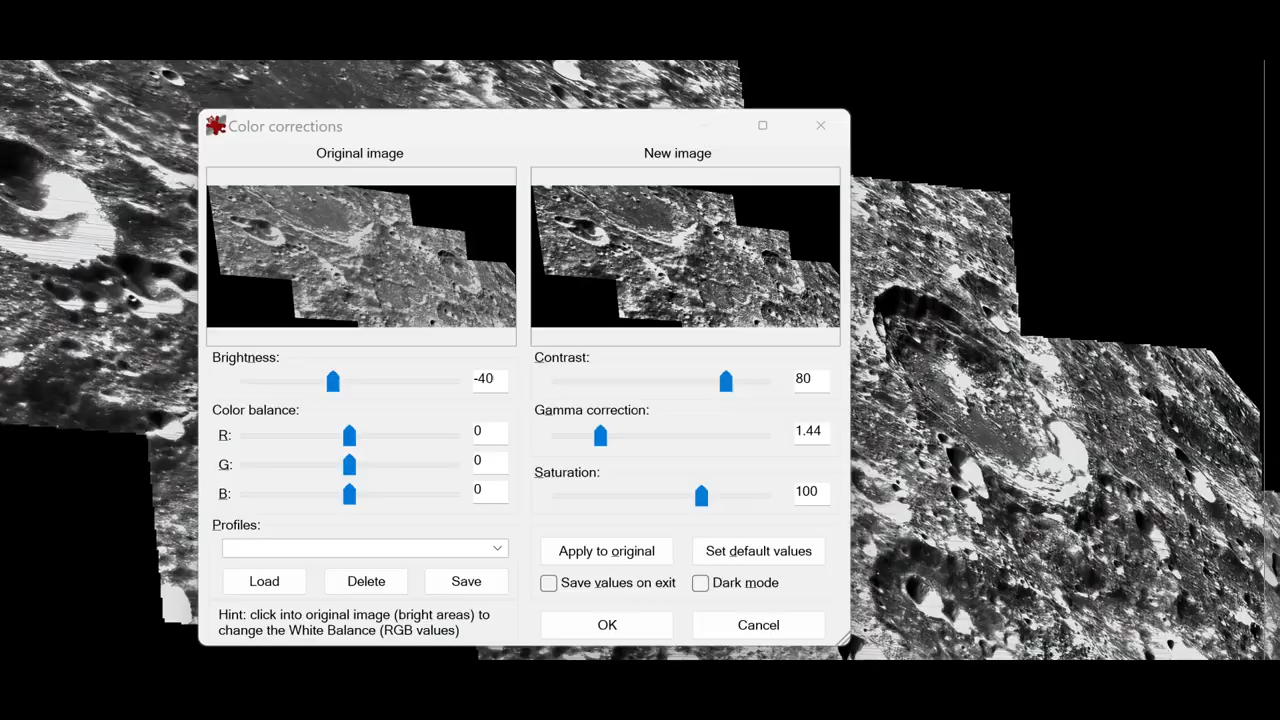 Color corrections
Original image
New image
Brightness:
-40
Contrast:
80
Color balance:
R:
0
G:
0
B:
0
Gamma correction:
1.44
Saturation:
100
Profiles:
Load
Delete
Save
Hint: click into original image (bright areas) to
change the White Balance (RGB values)
Apply to original
Set default values
Save values on exit
Dark mode
OK
Cancel